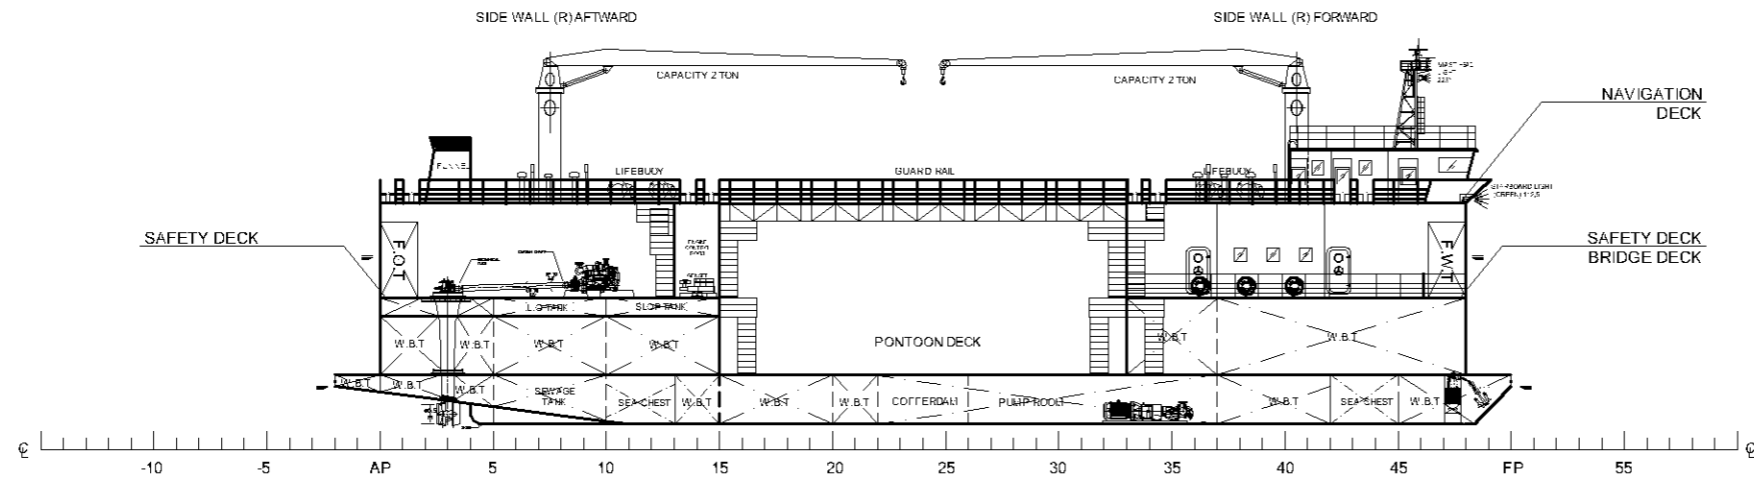 SIDE WALL (R) AFTWARD
SIDE WALL (R) FORWARD
CAPACITY 2 TON
CAPACITY 2 TON
NAVIGATION
DECK
LIFEBUOY
GUARD RAIL
LIFEBUOY
SAFETY DECK
F.O.T
F.W.T
SAFETY DECK
BRIDGE DECK
L.O TANK
SLOP TANK
W.B.T
W.B.T
W.B.T
W.B.T
PONTOON DECK
W.B.T
W.B.T
W.B.T
W.B.T
W.B.T
SEWAGE
TANK
SEA CHEST
W.B.T
W.B.T
W.B.T
COFFERDAM
PUMP ROOM
W.B.T
SEA CHEST
W.B.T
-10
-5
AP
5
10
15
20
25
30
35
40
45
FP
55